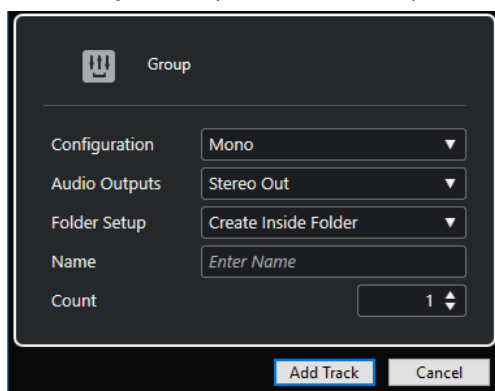 Group
Configuration Mono
Audio Outputs Stereo Out
Folder Setup Create Inside Folder
Name Enter Name
Count 1
Add Track Cancel